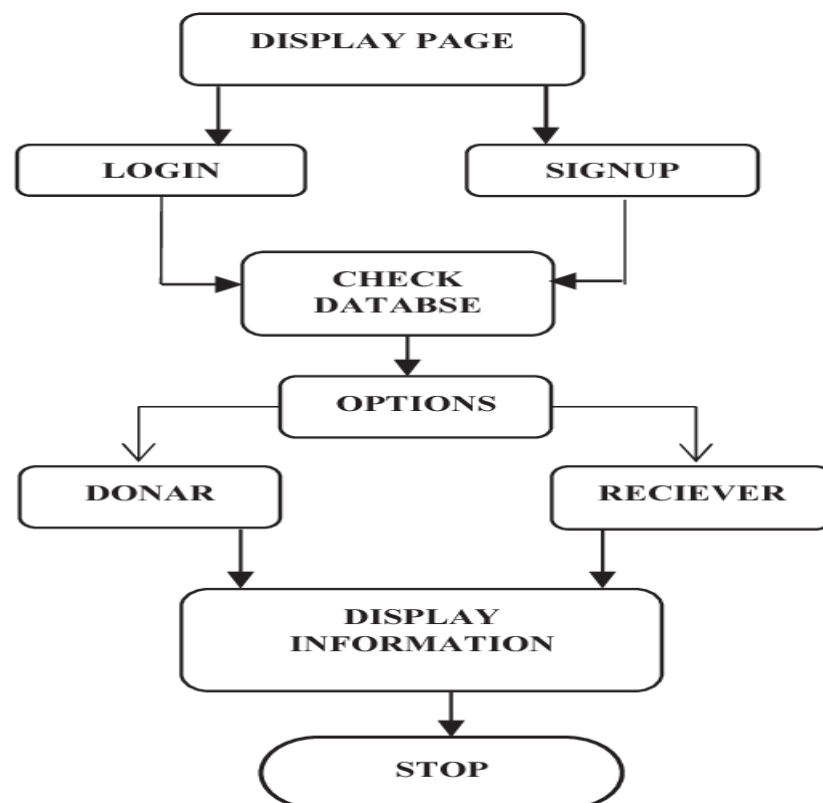 DISPLAY PAGE
LOGIN
SIGNUP
CHECK
DATABSE
OPTIONS
DONAR
RECIEVER
DISPLAY
INFORMATION
STOP